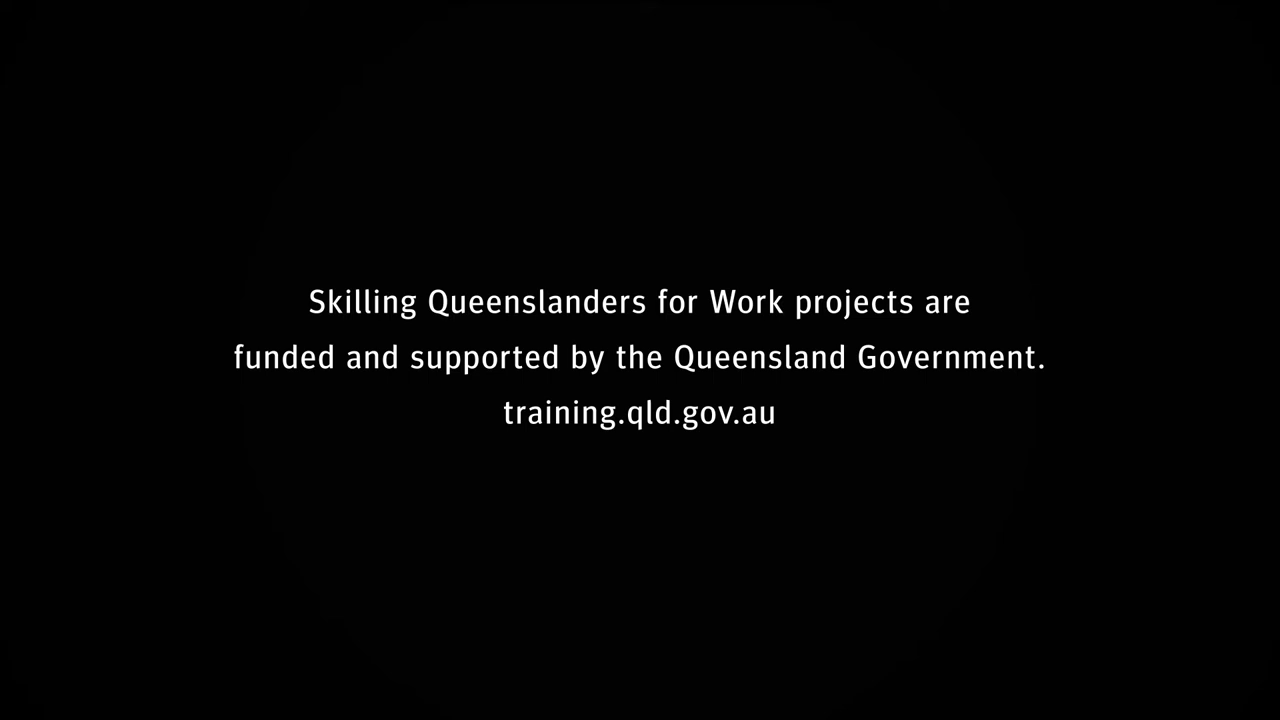 Skilling Queenslanders for Work projects are
funded and supported by the Queensland Government.
training.qld.gov.au